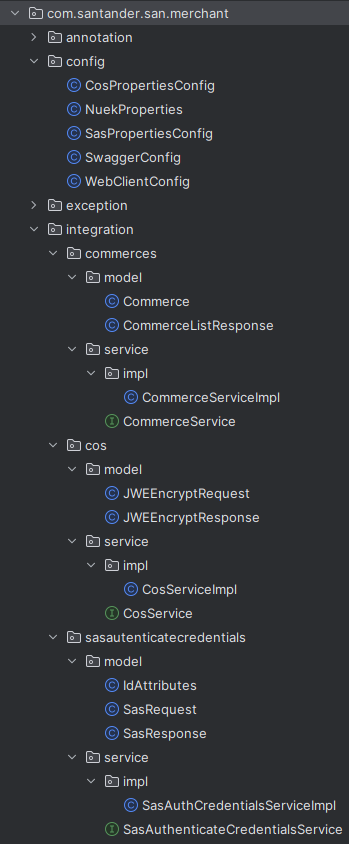 com.santander.san.merchant
annotation
config
CosPropertiesConfig
NuekProperties
SasPropertiesConfig
SwaggerConfig
WebClientConfig
exception
integration
commerces
model
Commerce
CommerceListResponse
service
impl
CommerceServiceImpl
CommerceService
cos
model
JWEEncryptRequest
JWEEncryptResponse
service
impl
CosServiceImpl
CosService
sasautenticatecredentials
model
IdAttributes
SasRequest
SasResponse
service
impl
SasAuthCredentialsServiceImpl
SasAuthenticateCredentialsService